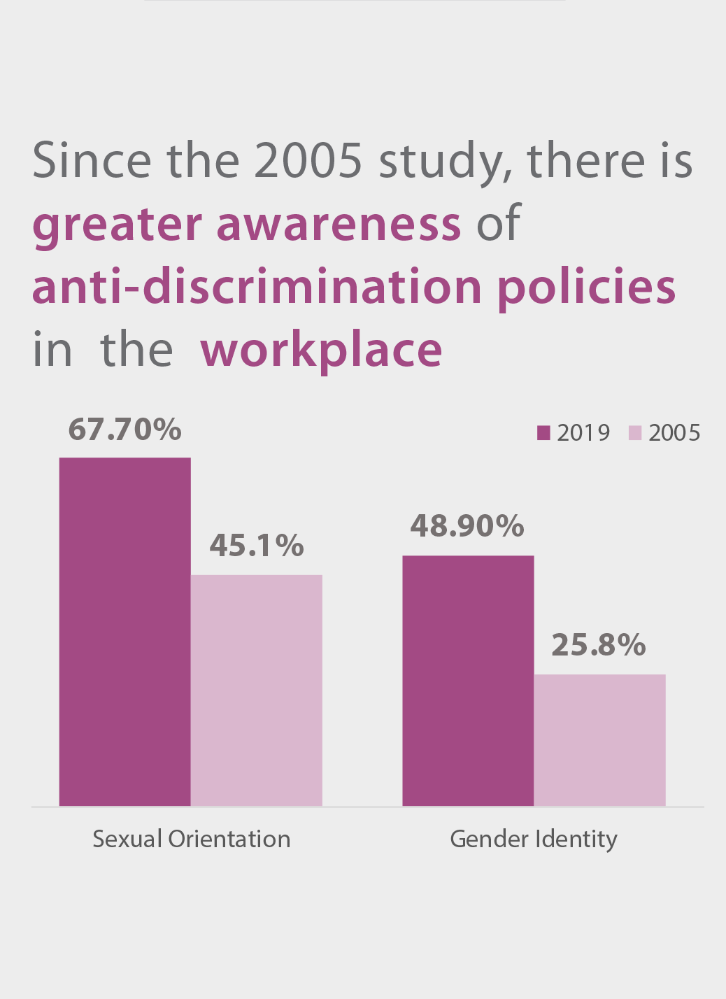 Since the 2005 study, there is
greater awareness of
anti-discrimination policies
in the workplace
67.70%
2019 2005
48.90%
45.1%
25.8%
Sexual Orientation Gender Identity